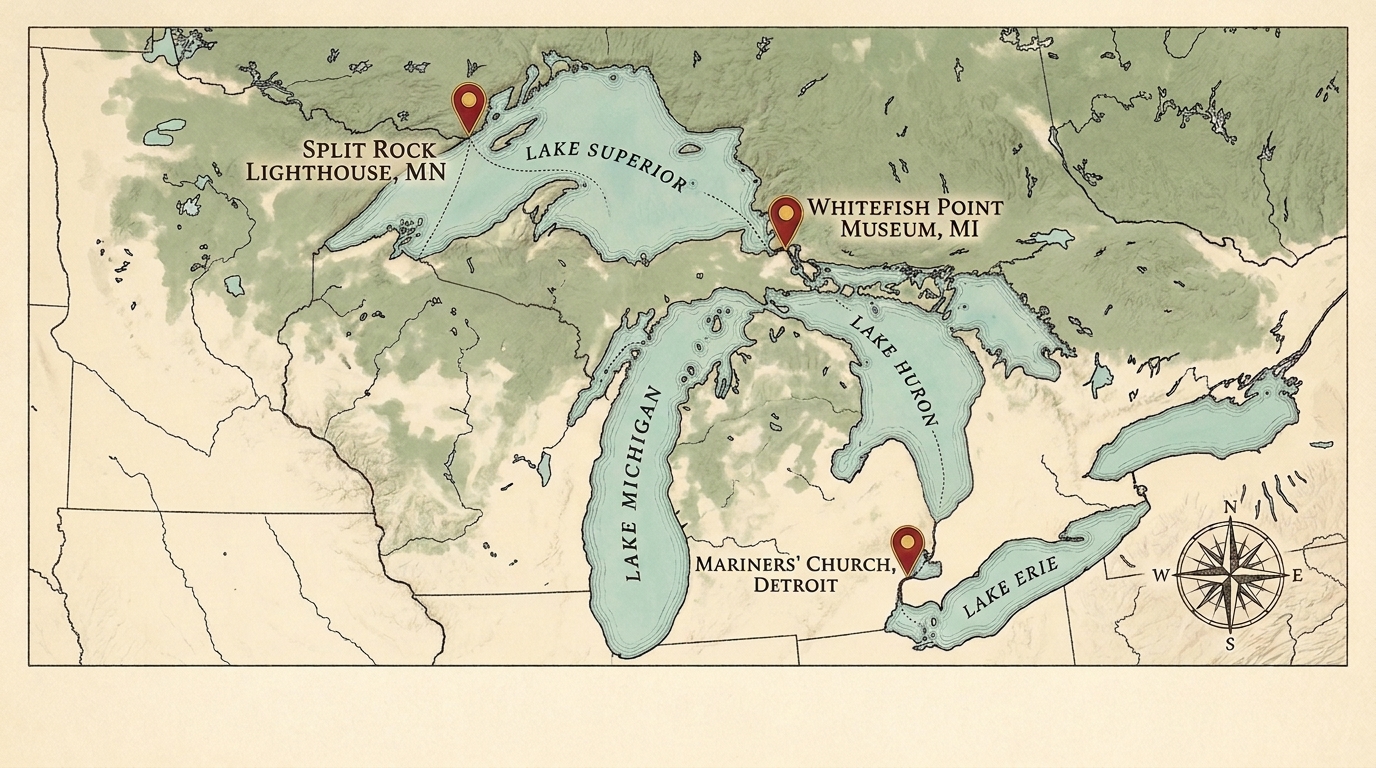 SPLIT ROCK
LIGHTHOUSE, MN
LAKE SUPERIOR
WHITEFISH POINT
MUSEUM, MI
LAKE HURON
LAKE MICHIGAN
MARINERS' CHURCH,
DETROIT
LAKE ERIE
N
W
E
S